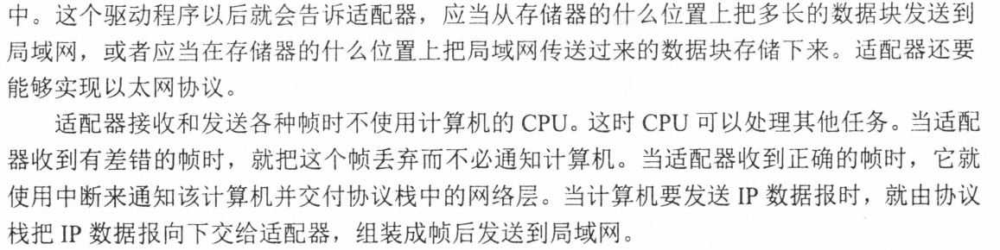 中。这个驱动程序以后就会告诉适配器，应当从存储器的什么位置上把多长的数据块发送到
局域网，或者应当在存储器的什么位置上把局域网传送过来的数据块存储下来。适配器还要
能够实现以太网协议。
适配器接收和发送各种帧时不使用计算机的 CPU。这时 CPU 可以处理其他任务。当适配
器收到有差错的帧时，就把这个帧丢弃而不必通知计算机。当适配器收到正确的帧时，它就
使用中断来通知该计算机并交付协议栈中的网络层。当计算机要发送 IP 数据报时，就由协议
栈把 IP 数据报向下交给适配器，组装成帧后发送到局域网。